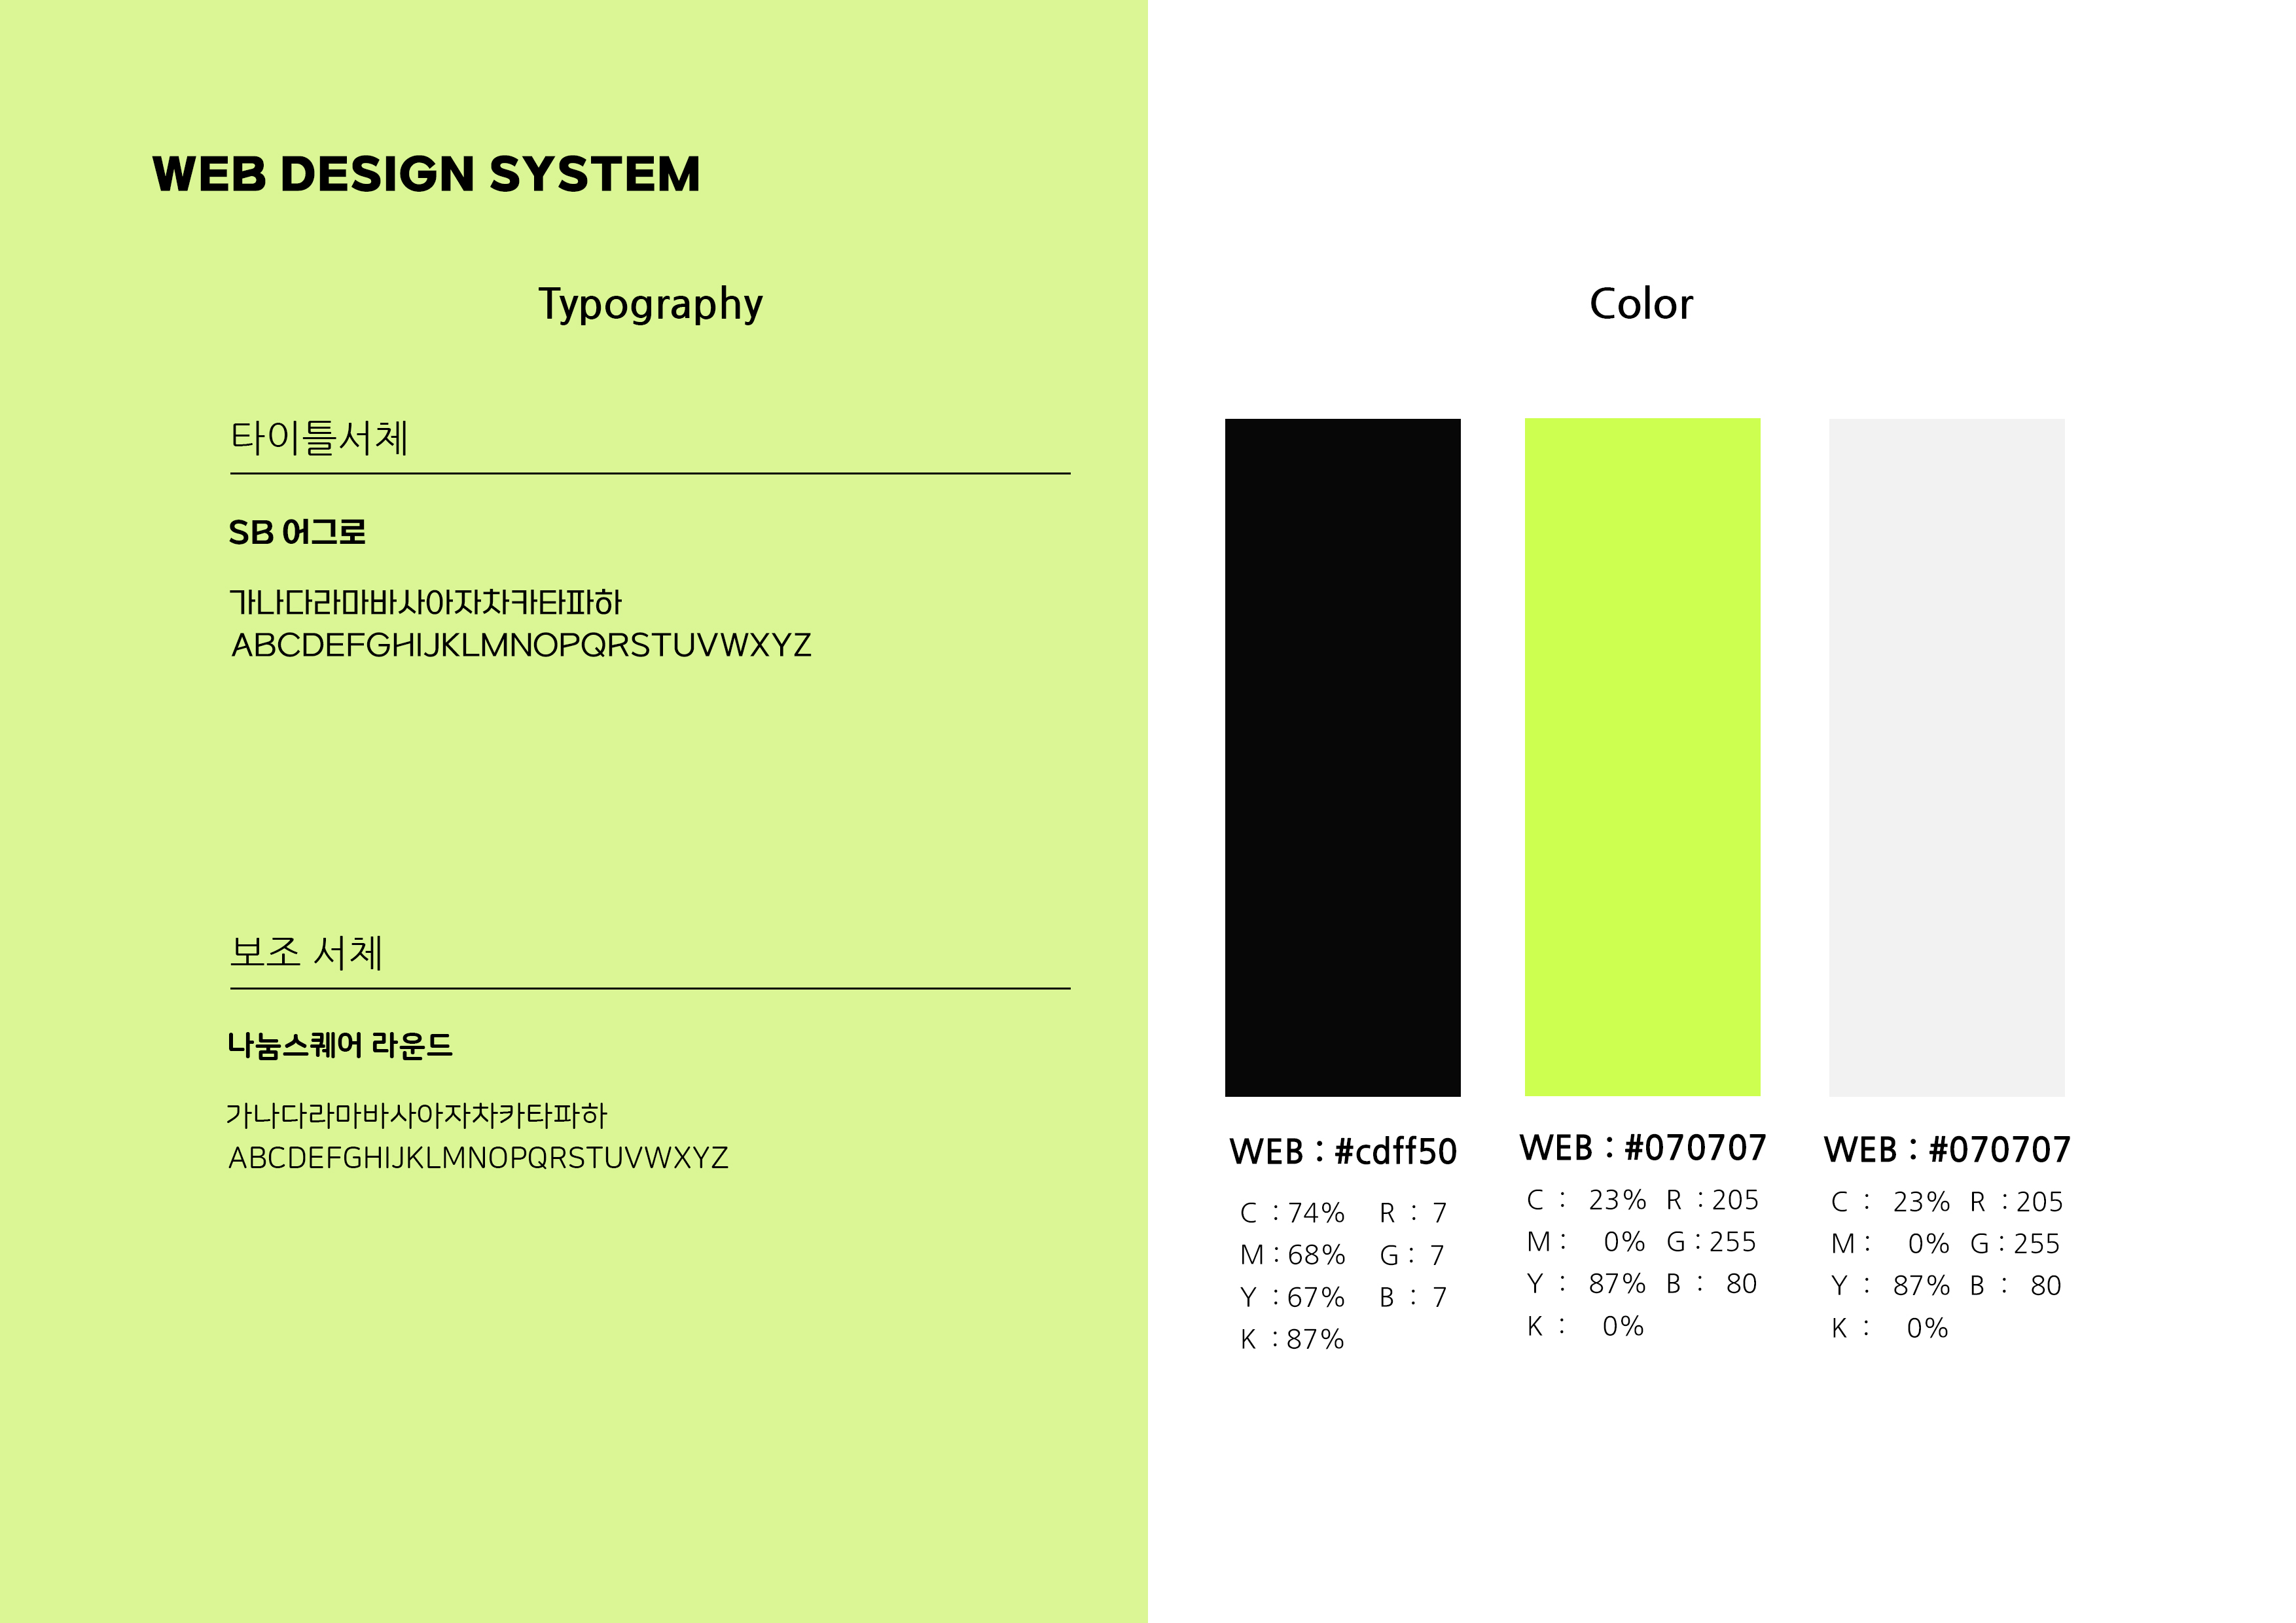 WEB DESIGN SYSTEM
Typography
타이틀서체
SB 어그로
가나다라마바사아자차카타파하
ABCDEFGHIJKLMNOPQRSTUVWXYZ
보조 서체
나눔스퀘어 라운드
가나다라마바사아자차카타파하
ABCDEFGHIJKLMNOPQRSTUVWXYZ
Color
WEB : #cdff50
C : 74% R : 7
M : 68% G : 7
Y : 67% B : 7
K : 87%
WEB : #070707
C : 23% R : 205
M : 0% G : 255
Y : 87% B : 80
K : 0%
WEB : #070707
C : 23% R : 205
M : 0% G : 255
Y : 87% B : 80
K : 0%